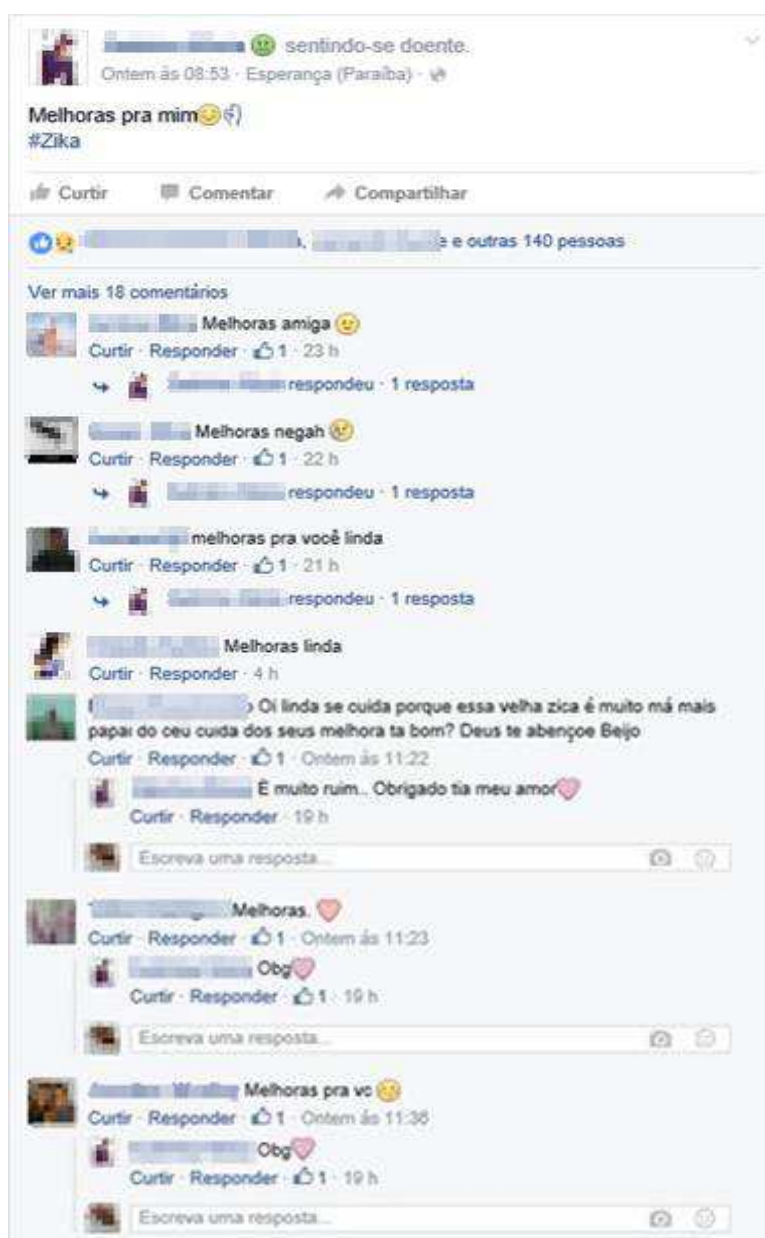 sentindo-se doente.
Ontem às 08:53 · Esperança (Paraíba) ·
Melhoras pra mim
#Zika
Curtir Comentar Compartilhar
e outras 140 pessoas
Ver mais 18 comentários
Melhoras amiga
Curtir · Responder · 1 · 23 h
respondeu · 1 resposta
Melhoras negah
Curtir · Responder · 1 · 22 h
respondeu · 1 resposta
melhoras pra você linda
Curtir · Responder · 1 · 21 h
respondeu · 1 resposta
Melhoras linda
Curtir · Responder · 4 h
Oi linda se cuida porque essa velha zica é muito má mais
papai do ceu cuida dos seus melhora ta bom? Deus te abençoe Beijo
Curtir · Responder · 1 · Ontem às 11:22
É muito ruim.. Obrigado tia meu amor
Curtir · Responder · 19 h
Escreva uma resposta...
Melhoras.
Curtir · Responder · 1 · Ontem às 11:23
Obg
Curtir · Responder · 1 · 19 h
Escreva uma resposta...
Melhoras pra vc
Curtir · Responder · 1 · Ontem às 11:36
Obg
Curtir · Responder · 1 · 19 h
Escreva uma resposta...